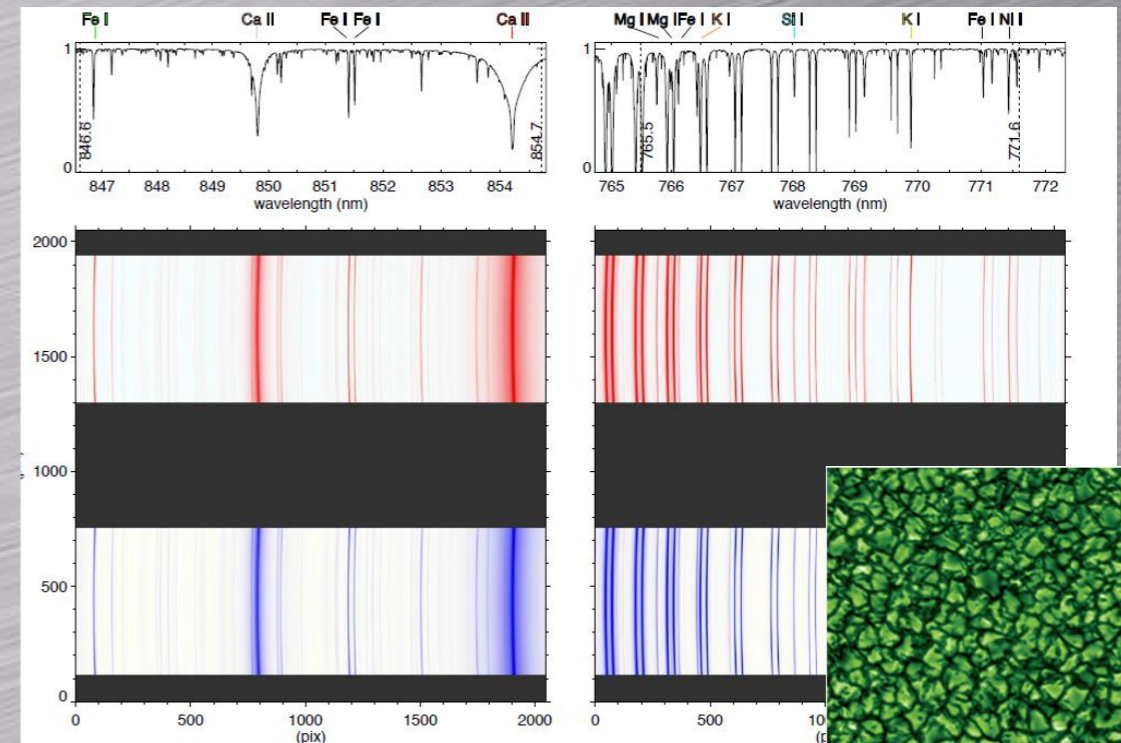 Fe I Ca II Fe I Fe I Ca II
1
0
846.6
854.7
847 848 849 850 851 852 853 854
wavelength (nm)
Mg I Mg I Fe I K I Si I K I Fe I Ni I
1
0
765.5
771.6
765 766 767 768 769 770 771 772
wavelength (nm)
2000
1500
1000
500
0
0 500 1000 1500 2000
(pix)
0 500